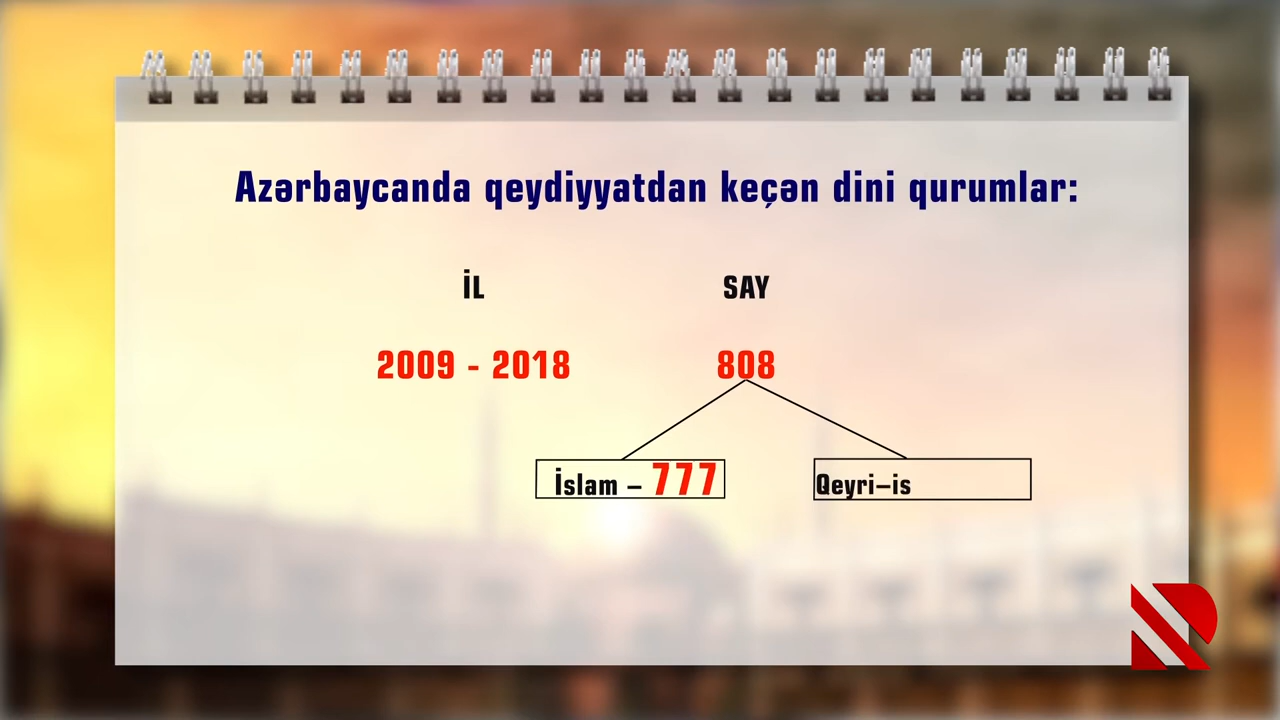 Azərbaycanda qeydiyyatdan keçən dini qurumlar:
İL SAY
2009 - 2018 808
İslam – 777 Qeyri–is